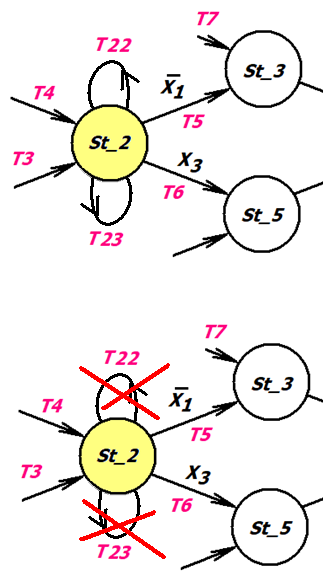 T7
T22
St_3
T4
X̅1
T5
St_2
T3
X3
T6
St_5
T23
T7
T22
St_3
T4
X̅1
T5
St_2
T3
X3
T6
St_5
T23